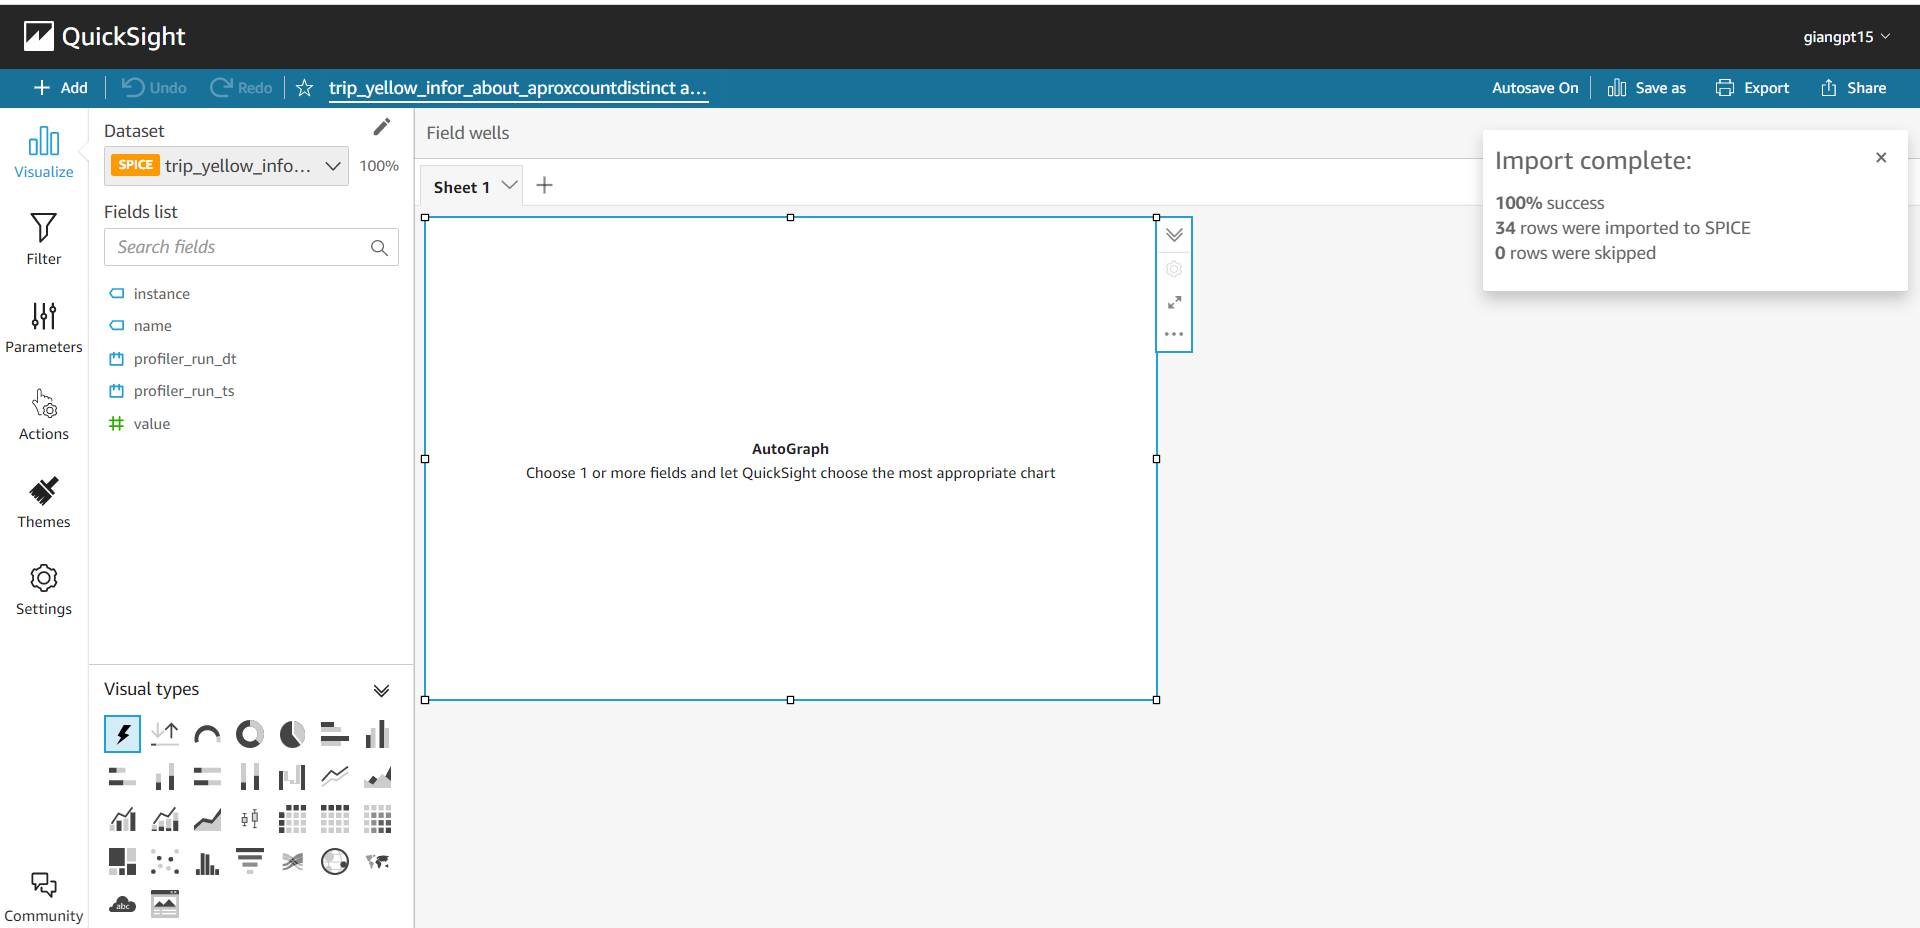 QuickSight
giangpt15
Add
Undo
Redo
trip_yellow_infor_about_aproxcountdistinct a...
Autosave On
Save as
Export
Share
Visualize
Filter
Parameters
Actions
Themes
Settings
Community
Dataset
SPICE trip_yellow_info... 100%
Fields list
Search fields
instance
name
profiler_run_dt
profiler_run_ts
value
Visual types
abc
Field wells
Sheet 1
AutoGraph
Choose 1 or more fields and let QuickSight choose the most appropriate chart
Import complete:
100% success
34 rows were imported to SPICE
0 rows were skipped